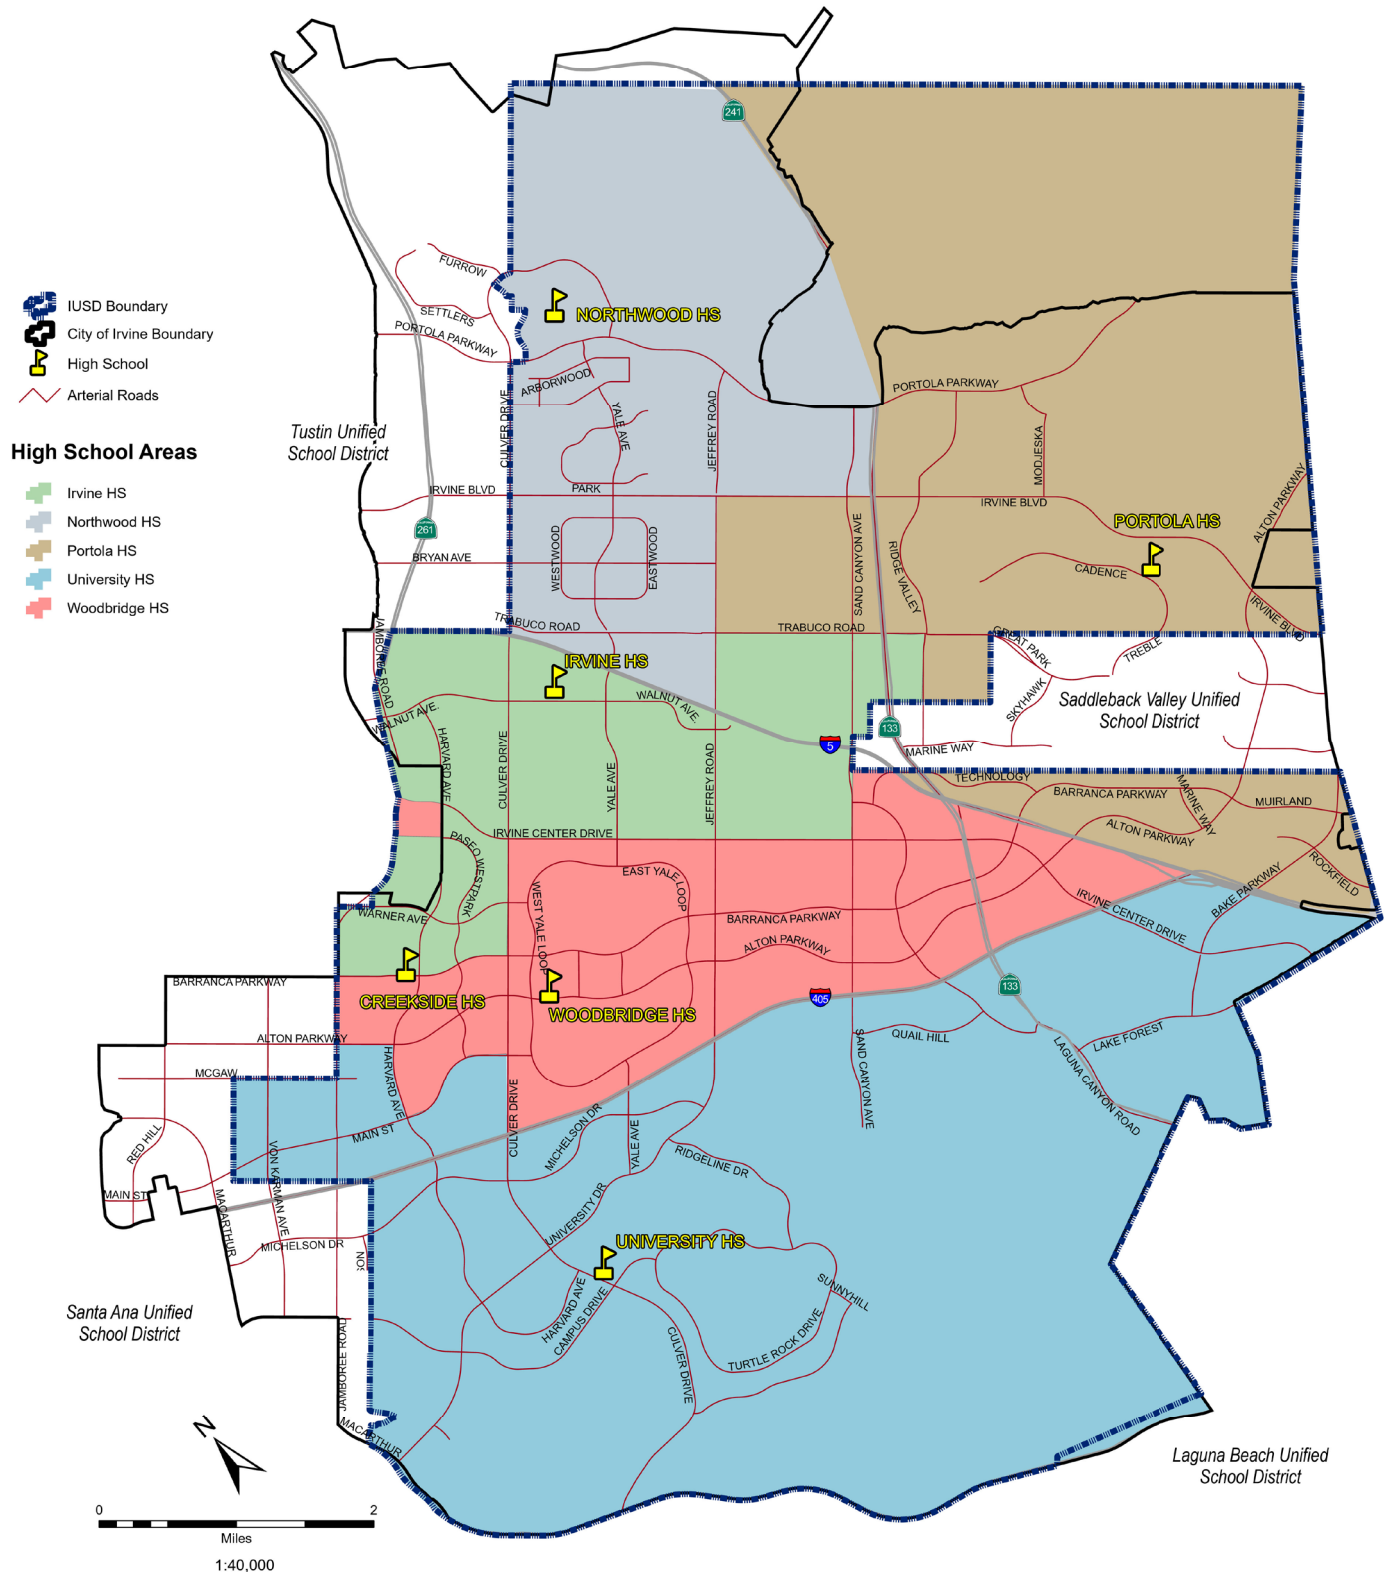 241
FURROW
SETTLERS
PORTOLA PARKWAY
NORTHWOOD HS
IUSD Boundary
City of Irvine Boundary
High School
Arterial Roads
High School Areas
Irvine HS
Northwood HS
Portola HS
University HS
Woodbridge HS
Tustin Unified
School District
ARBORWOOD
CULVER DRIVE
YALE AVE
JEFFREY ROAD
PORTOLA PARKWAY
MODJESKA
ALTON PARKWAY
IRVINE BLVD
PARK
IRVINE BLVD
PORTOLA HS
261
BRYAN AVE
WESTWOOD
EASTWOOD
SAND CANYON AVE
RIDGE VALLEY
CADENCE
IRVINE BLVD
TRABUCO ROAD
TRABUCO ROAD
GREAT PARK
TREBLE
SKYHAWK
JAMBOREE ROAD
IRVINE HS
WALNUT AVE
WALNUT AVE
Saddleback Valley Unified
School District
133
5
MARINE WAY
HARVARD AVE
CULVER DRIVE
YALE AVE
JEFFREY ROAD
TECHNOLOGY
BARRANCA PARKWAY
MARINE WAY
MUIRLAND
ALTON PARKWAY
ROCKFIELD
IRVINE CENTER DRIVE
PASEO WESTPARK
EAST YALE LOOP
WEST YALE LOOP
BARRANCA PARKWAY
ALTON PARKWAY
IRVINE CENTER DRIVE
BAKE PARKWAY
WARNER AVE
CREEKSIDE HS
WOODBRIDGE HS
405
133
BARRANCA PARKWAY
ALTON PARKWAY
MCGAW
HARVARD AVE
CULVER DRIVE
SAND CANYON AVE
QUAIL HILL
LAKE FOREST
LAGUNA CANYON ROAD
RED HILL
MAIN ST
MAIN ST
MICHELSON DR
YALE AVE
RIDGELINE DR
VON KARMAN AVE
MACARTHUR
MICHELSON DR
UNIVERSITY DR
UNIVERSITY HS
HARVARD AVE
CAMPUS DRIVE
SUNNYHILL
TURTLE ROCK DRIVE
CULVER DRIVE
Santa Ana Unified
School District
JAMBOREE ROAD
MACARTHUR
Laguna Beach Unified
School District
N
0 2
Miles
1:40,000